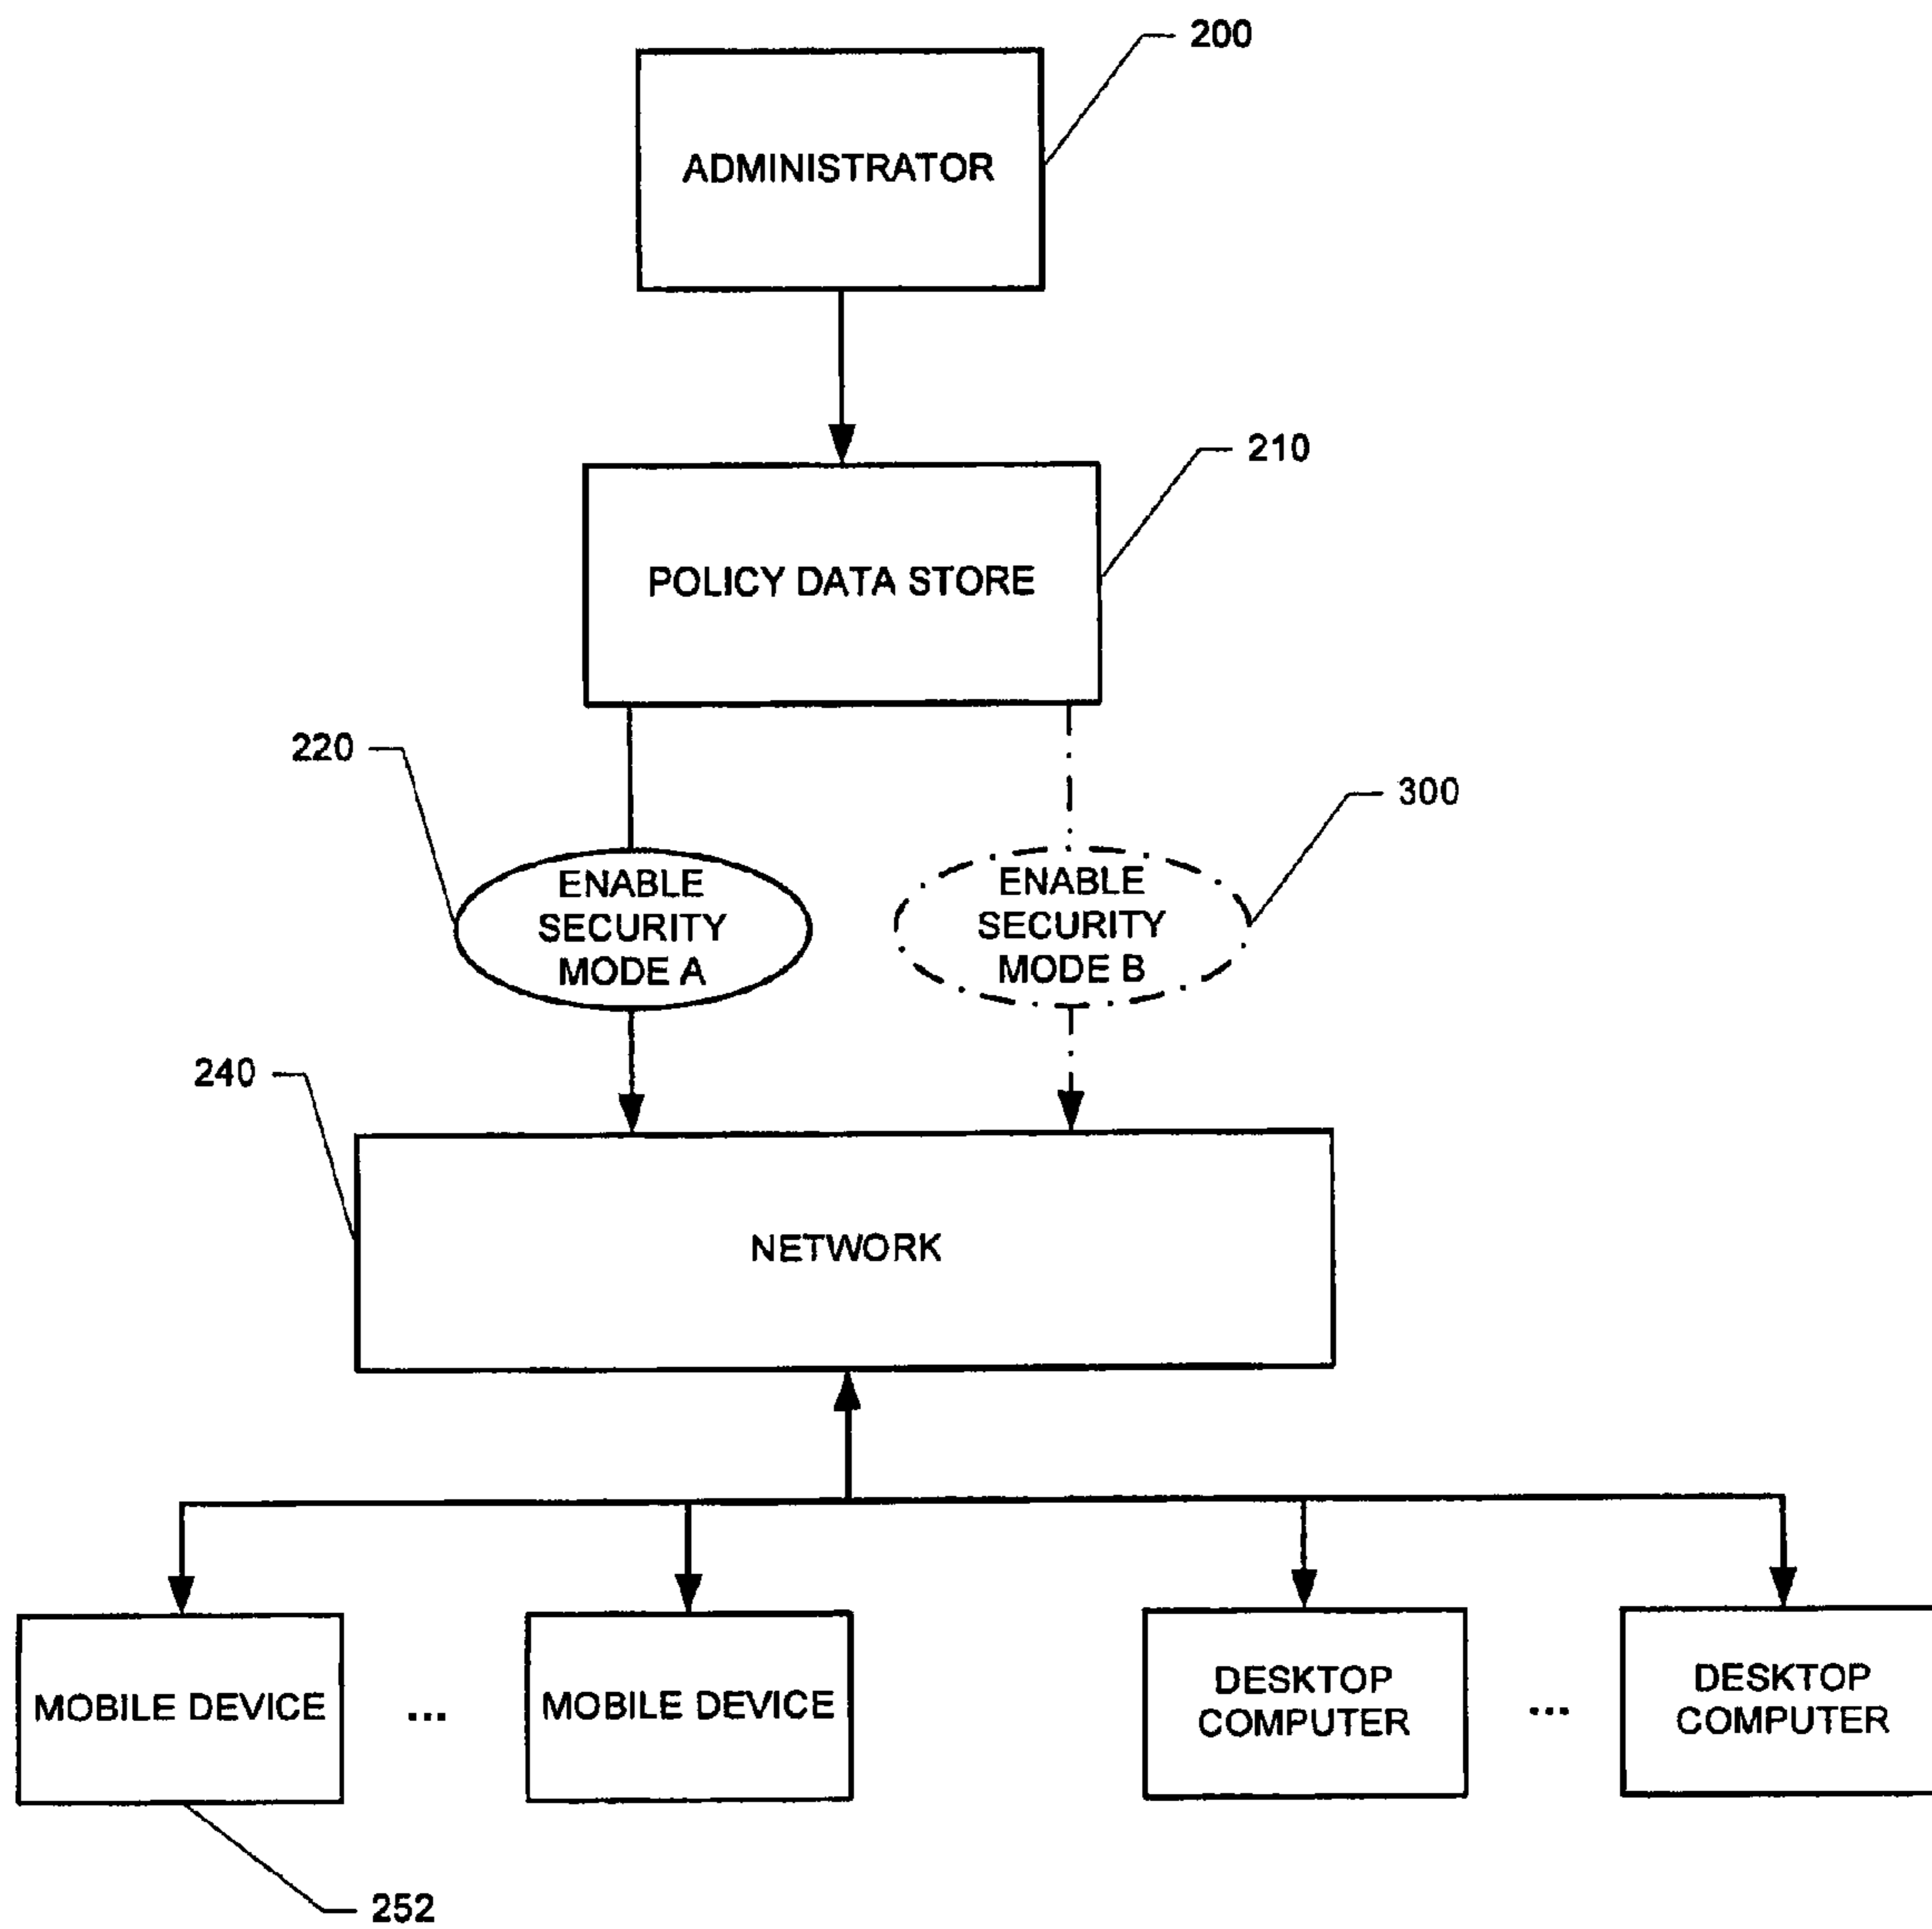 200
ADMINISTRATOR
210
POLICY DATA STORE
220
300
ENABLE
SECURITY
MODE A
ENABLE
SECURITY
MODE B
240
NETWORK
MOBILE DEVICE
...
MOBILE DEVICE
DESKTOP
COMPUTER
...
DESKTOP
COMPUTER
252